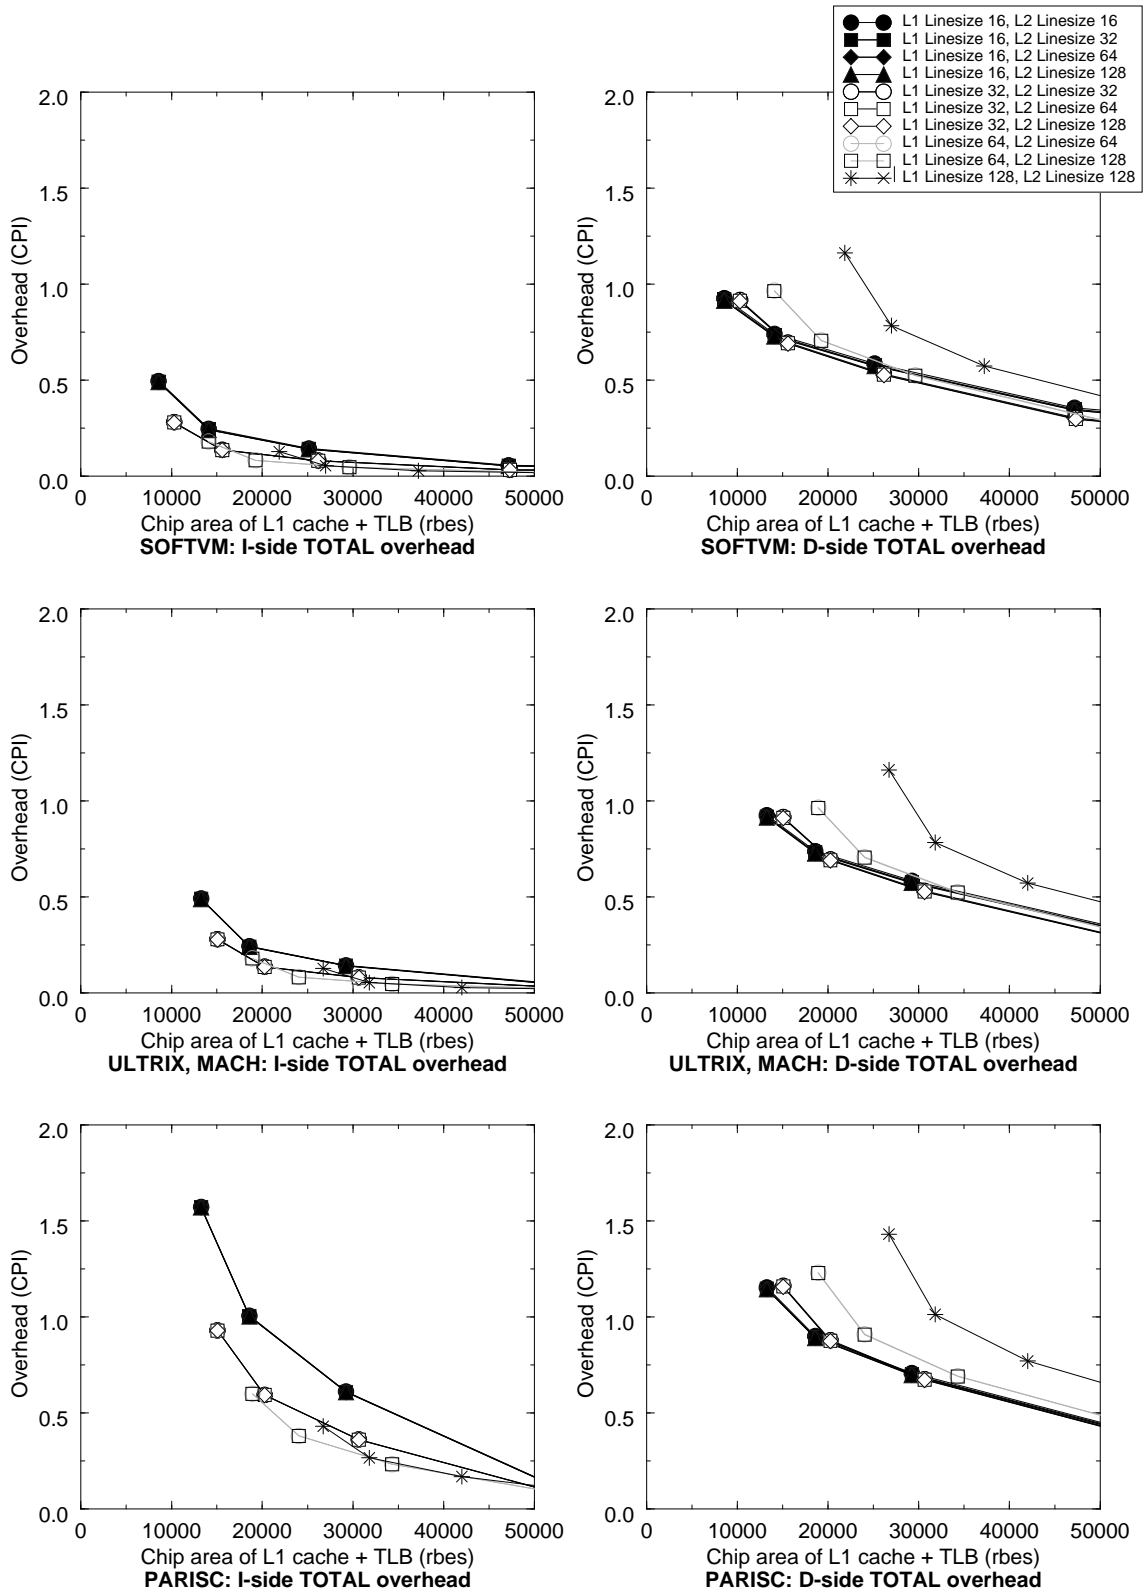 L1 Linesize 16, L2 Linesize 16
L1 Linesize 16, L2 Linesize 32
L1 Linesize 16, L2 Linesize 64
L1 Linesize 16, L2 Linesize 128
L1 Linesize 32, L2 Linesize 32
L1 Linesize 32, L2 Linesize 64
L1 Linesize 32, L2 Linesize 128
L1 Linesize 64, L2 Linesize 64
L1 Linesize 64, L2 Linesize 128
L1 Linesize 128, L2 Linesize 128
2.0
1.5
1.0
0.5
0.0
Overhead (CPI)
0 10000 20000 30000 40000 50000
Chip area of L1 cache + TLB (rbes)
SOFTVM: I-side TOTAL overhead
2.0
1.5
1.0
0.5
0.0
Overhead (CPI)
0 10000 20000 30000 40000 50000
Chip area of L1 cache + TLB (rbes)
SOFTVM: D-side TOTAL overhead
2.0
1.5
1.0
0.5
0.0
Overhead (CPI)
0 10000 20000 30000 40000 50000
Chip area of L1 cache + TLB (rbes)
ULTRIX, MACH: I-side TOTAL overhead
2.0
1.5
1.0
0.5
0.0
Overhead (CPI)
0 10000 20000 30000 40000 50000
Chip area of L1 cache + TLB (rbes)
ULTRIX, MACH: D-side TOTAL overhead
2.0
1.5
1.0
0.5
0.0
Overhead (CPI)
0 10000 20000 30000 40000 50000
Chip area of L1 cache + TLB (rbes)
PARISC: I-side TOTAL overhead
2.0
1.5
1.0
0.5
0.0
Overhead (CPI)
0 10000 20000 30000 40000 50000
Chip area of L1 cache + TLB (rbes)
PARISC: D-side TOTAL overhead